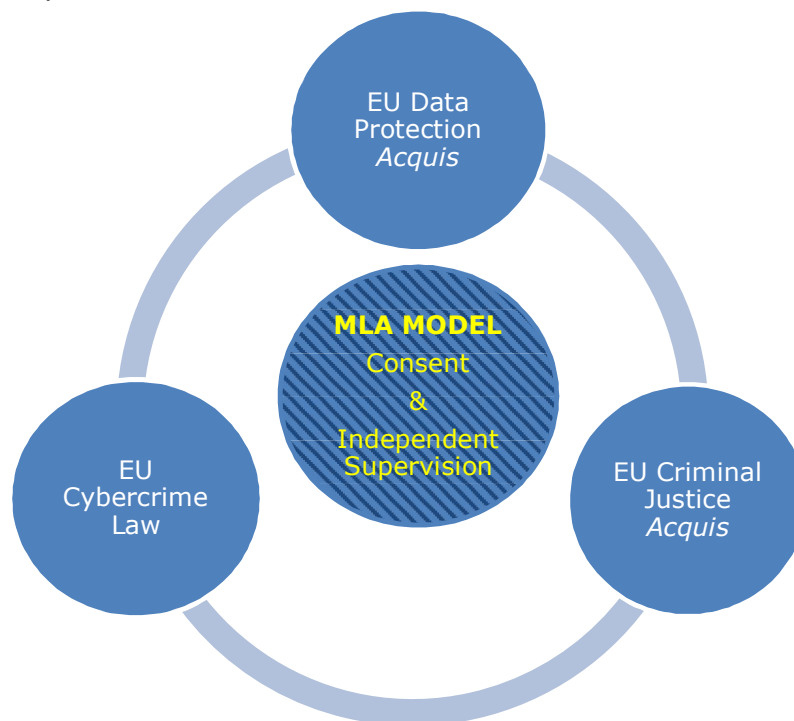 EU Data
Protection
Acquis
MLA MODEL
Consent
&
Independent
Supervision
EU
Cybercrime
Law
EU Criminal
Justice
Acquis